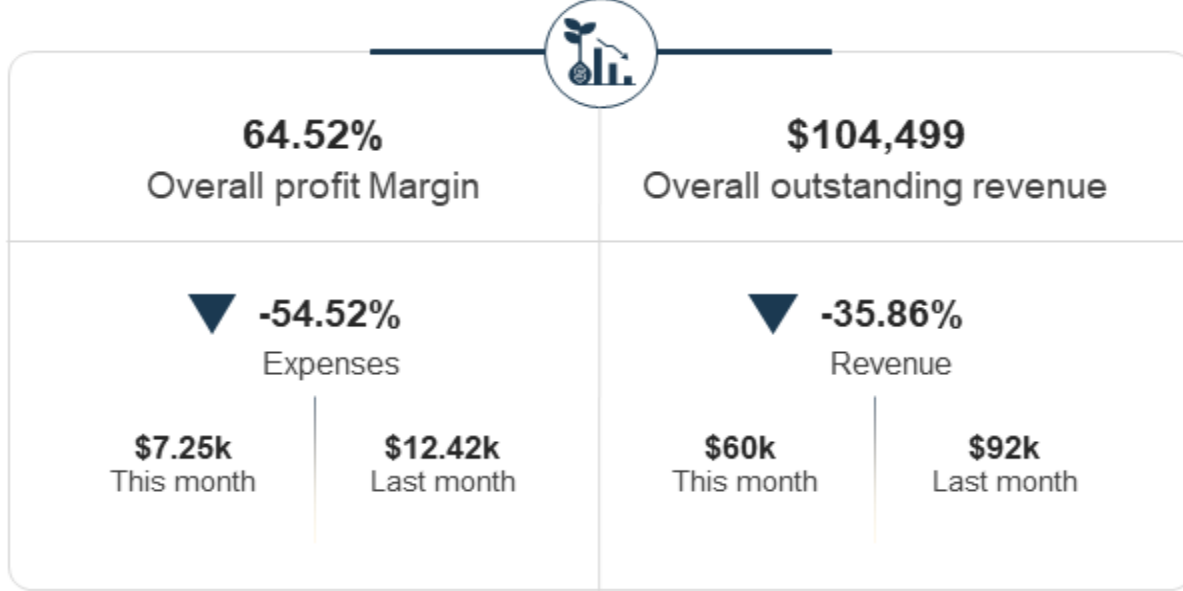 64.52%
Overall profit Margin
$104,499
Overall outstanding revenue
-54.52%
Expenses
$7.25k
This month
$12.42k
Last month
-35.86%
Revenue
$60k
This month
$92k
Last month